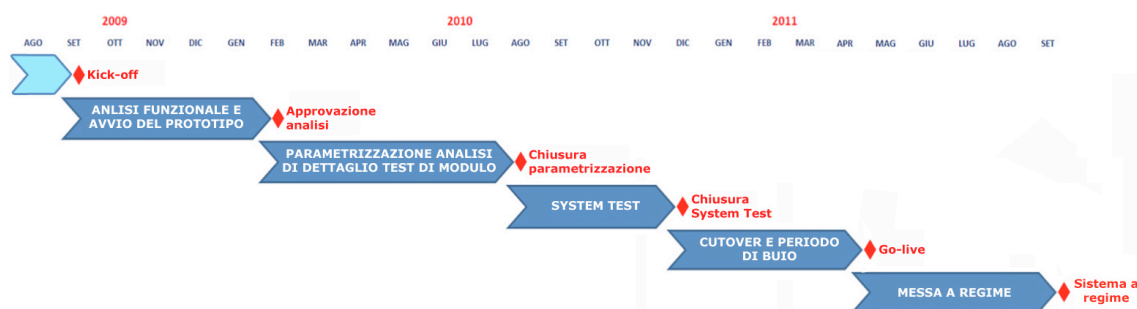 2009 2010 2011
AGO SET OTT NOV DIC GEN FEB MAR APR MAG GIU LUG AGO SET OTT NOV DIC GEN FEB MAR APR MAG GIU LUG AGO SET
Kick-off
ANLISI FUNZIONALE E
AVVIO DEL PROTOTIPO
Approvazione
analisi
PARAMETRIZZAZIONE ANALISI
DI DETTAGLIO TEST DI MODULO
Chiusura
parametrizzazione
SYSTEM TEST
Chiusura
System Test
CUTOVER E PERIODO
DI BUIO
Go-live
MESSA A REGIME
Sistema a
regime